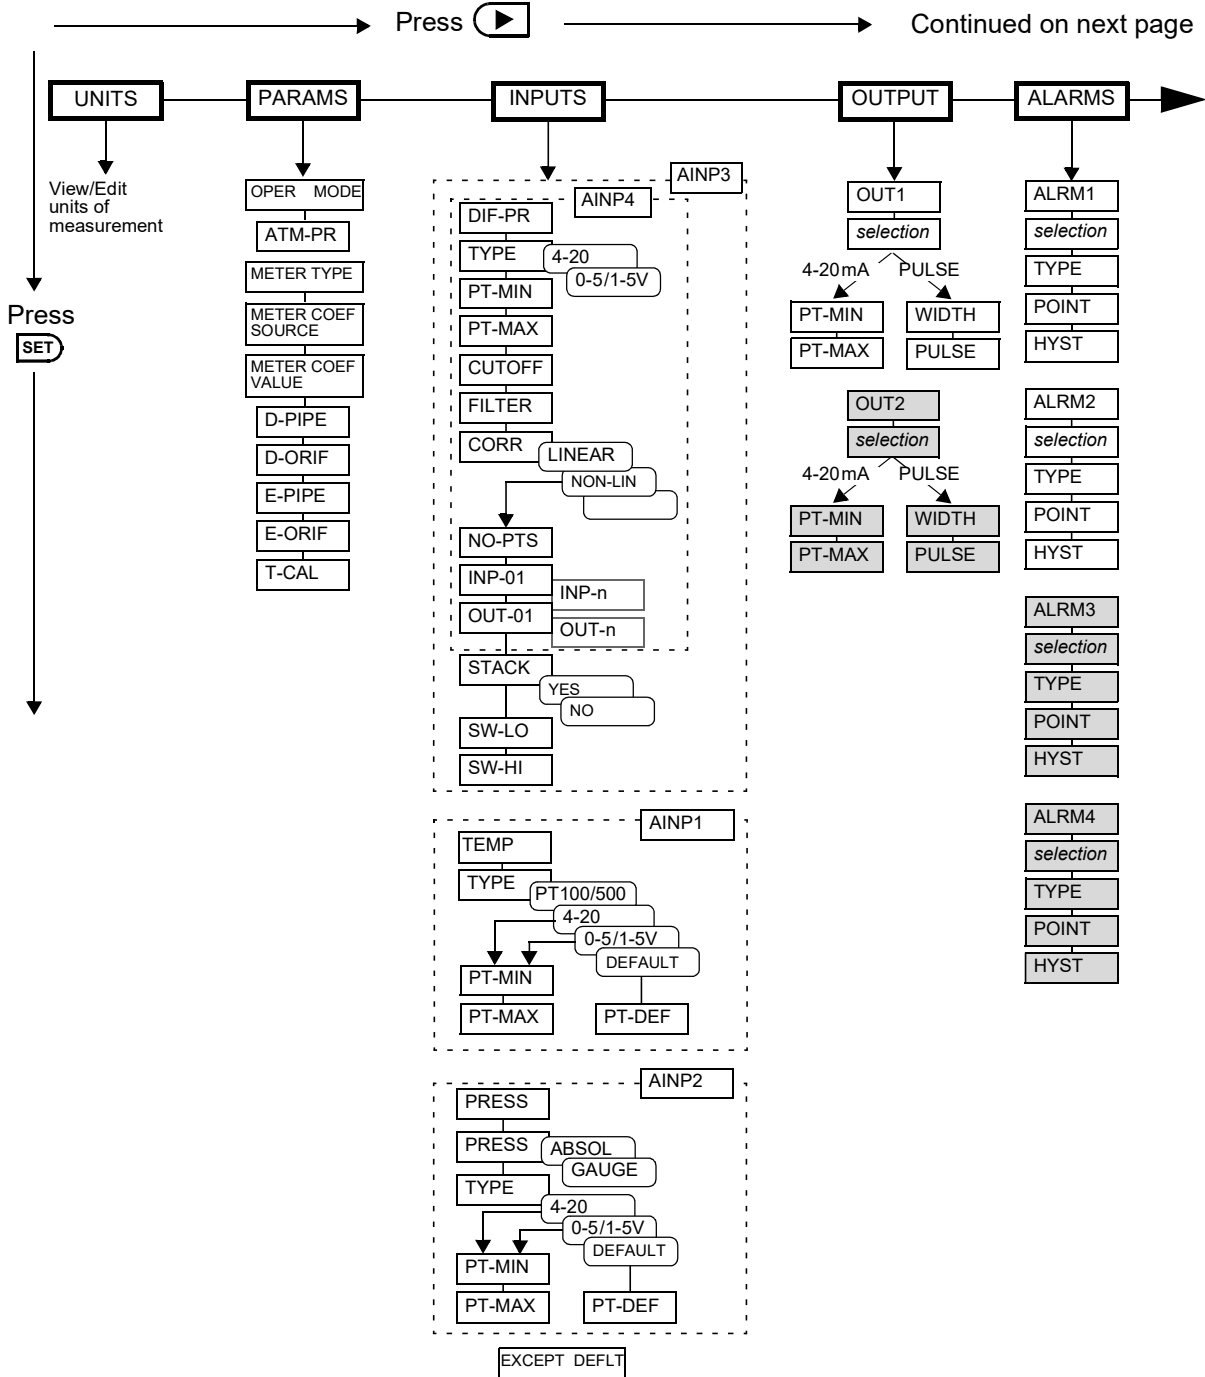 Press
Continued on next page
UNITS
PARAMS
INPUTS
OUTPUT
ALARMS
Press
SET
View/Edit
units of
measurement
OPER MODE
ATM-PR
METER TYPE
METER COEF
SOURCE
METER COEF
VALUE
D-PIPE
D-ORIF
E-PIPE
E-ORIF
T-CAL
AINP3
AINP4
DIF-PR
TYPE
4-20
0-5/1-5V
PT-MIN
PT-MAX
CUTOFF
FILTER
CORR
LINEAR
NON-LIN
NO-PTS
INP-01
INP-n
OUT-01
OUT-n
STACK
YES
NO
SW-LO
SW-HI
AINP1
TEMP
TYPE
PT100/500
4-20
0-5/1-5V
DEFAULT
PT-MIN
PT-MAX
PT-DEF
AINP2
PRESS
PRESS
ABSOL
GAUGE
TYPE
4-20
0-5/1-5V
DEFAULT
PT-MIN
PT-MAX
PT-DEF
EXCEPT DEFLT
OUT1
selection
4-20mA PULSE
PT-MIN
WIDTH
PT-MAX
PULSE
OUT2
selection
4-20mA PULSE
PT-MIN
WIDTH
PT-MAX
PULSE
ALRM1
selection
TYPE
POINT
HYST
ALRM2
selection
TYPE
POINT
HYST
ALRM3
selection
TYPE
POINT
HYST
ALRM4
selection
TYPE
POINT
HYST